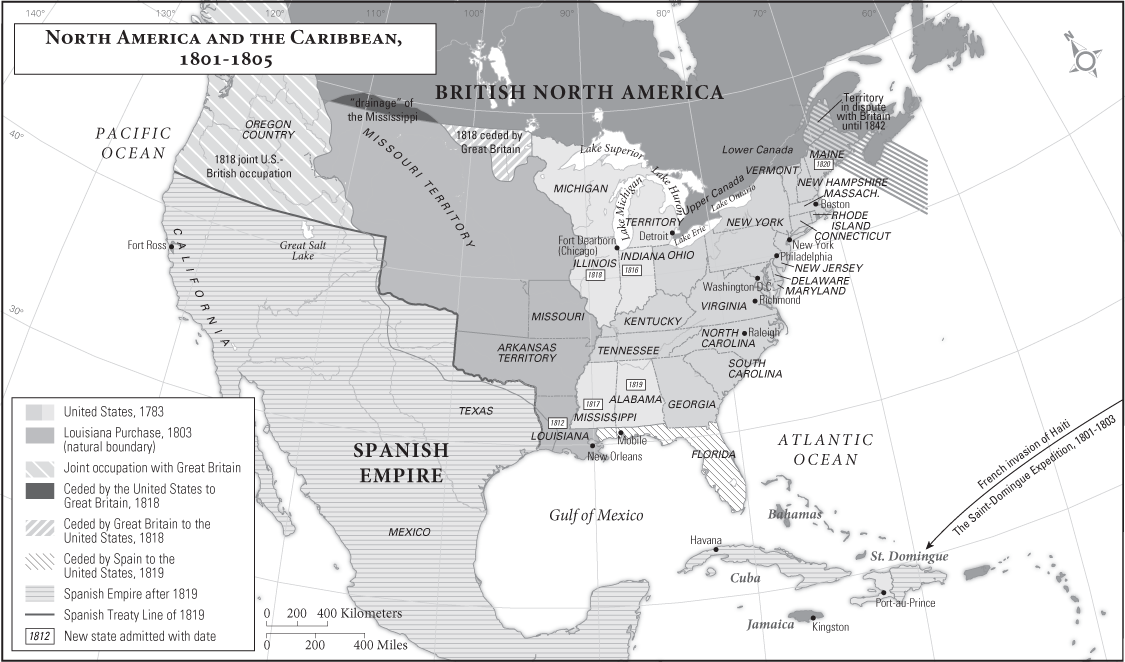 140°
130°
120°
110°
100°
90°
80°
70°
60°
NORTH AMERICA AND THE CARIBBEAN,
1801-1805
N
40°
30°
PACIFIC
OCEAN
BRITISH NORTH AMERICA
"drainage" of
the Mississippi
OREGON
COUNTRY
1818 joint U.S.-
British occupation
MISSOURI TERRITORY
1818 ceded by
Great Britain
Territory
in dispute
with Britain
until 1842
Lake Superior
Lake Michigan
Lake Huron
Lake Ontario
Lake Erie
Upper Canada
Lower Canada
MAINE
1820
VERMONT
NEW HAMPSHIRE
MASSACH.
Boston
RHODE
ISLAND
CONNECTICUT
NEW YORK
New York
Philadelphia
NEW JERSEY
DELAWARE
MARYLAND
Washington D.C.
Richmond
VIRGINIA
MICHIGAN
TERRITORY
Detroit
Fort Dearborn
(Chicago)
ILLINOIS
1818
INDIANA
1816
OHIO
Fort Ross
CALIFORNIA
Great Salt
Lake
MISSOURI
KENTUCKY
NORTH
CAROLINA
Raleigh
ARKANSAS
TERRITORY
TENNESSEE
SOUTH
CAROLINA
1819
ALABAMA
1817
MISSISSIPPI
GEORGIA
TEXAS
1812
LOUISIANA
Mobile
New Orleans
FLORIDA
SPANISH
EMPIRE
ATLANTIC
OCEAN
MEXICO
Gulf of Mexico
French invasion of Haiti
The Saint-Domingue Expedition, 1801-1803
Bahamas
Havana
Cuba
St. Domingue
Port-au-Prince
Jamaica
Kingston
United States, 1783
Louisiana Purchase, 1803
(natural boundary)
Joint occupation with Great Britain
Ceded by the United States to
Great Britain, 1818
Ceded by Great Britain to the
United States, 1818
Ceded by Spain to the
United States, 1819
Spanish Empire after 1819
Spanish Treaty Line of 1819
1812 New state admitted with date
0 200 400 Kilometers
0 200 400 Miles